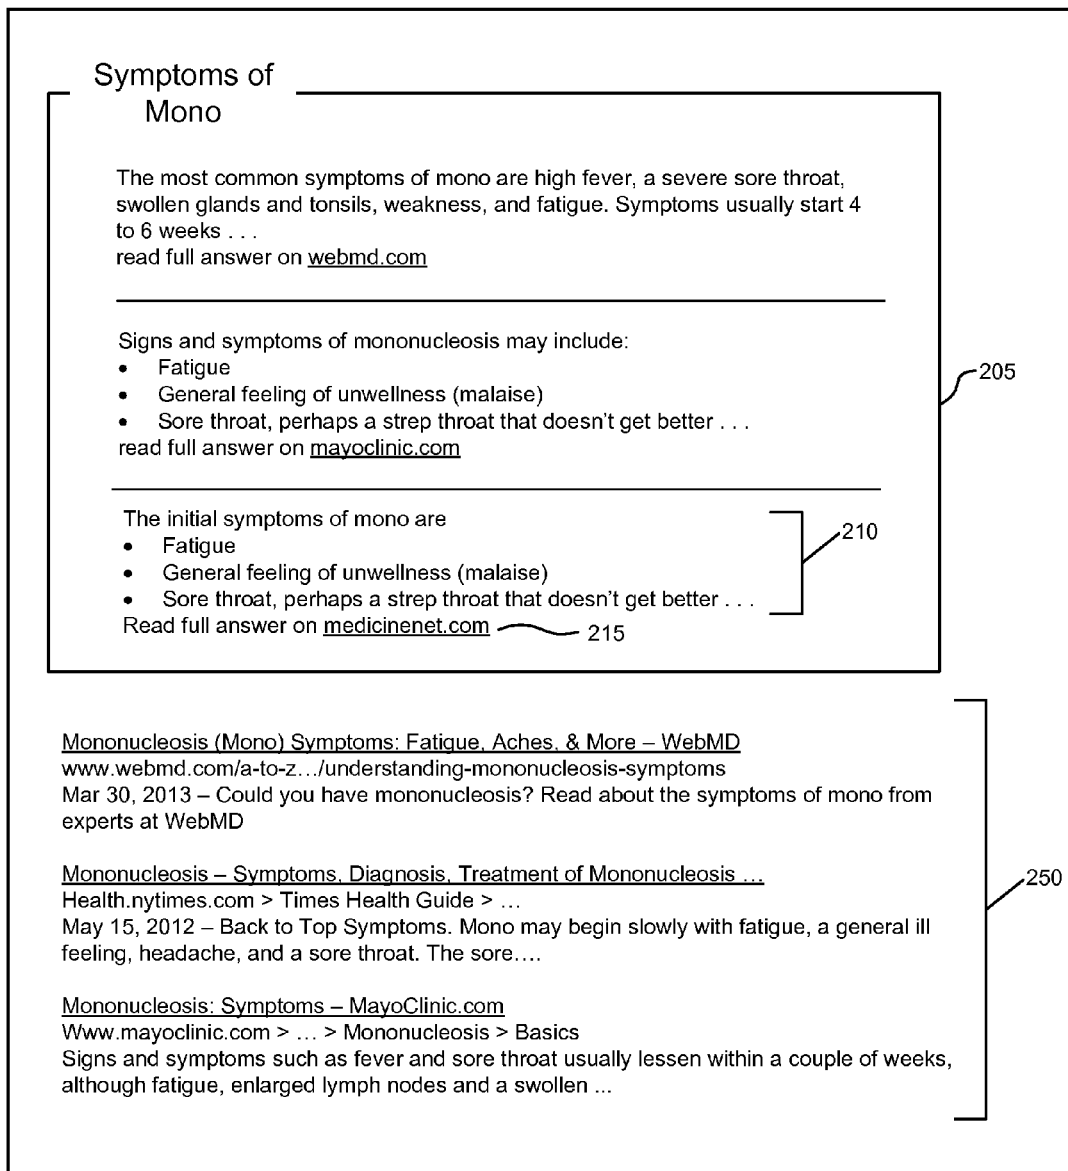 Symptoms of
Mono
The most common symptoms of mono are high fever, a severe sore throat,
swollen glands and tonsils, weakness, and fatigue. Symptoms usually start 4
to 6 weeks . . .
read full answer on webmd.com
Signs and symptoms of mononucleosis may include:
• Fatigue
• General feeling of unwellness (malaise)
• Sore throat, perhaps a strep throat that doesn't get better . . .
read full answer on mayoclinic.com
205
The initial symptoms of mono are
• Fatigue
• General feeling of unwellness (malaise)
• Sore throat, perhaps a strep throat that doesn't get better . . .
210
Read full answer on medicinenet.com
215
Mononucleosis (Mono) Symptoms: Fatigue, Aches, & More – WebMD
www.webmd.com/a-to-z…/understanding-mononucleosis-symptoms
Mar 30, 2013 – Could you have mononucleosis? Read about the symptoms of mono from
experts at WebMD
Mononucleosis – Symptoms, Diagnosis, Treatment of Mononucleosis …
Health.nytimes.com > Times Health Guide > …
May 15, 2012 – Back to Top Symptoms. Mono may begin slowly with fatigue, a general ill
feeling, headache, and a sore throat. The sore….
250
Mononucleosis: Symptoms – MayoClinic.com
Www.mayoclinic.com > … > Mononucleosis > Basics
Signs and symptoms such as fever and sore throat usually lessen within a couple of weeks,
although fatigue, enlarged lymph nodes and a swollen ...